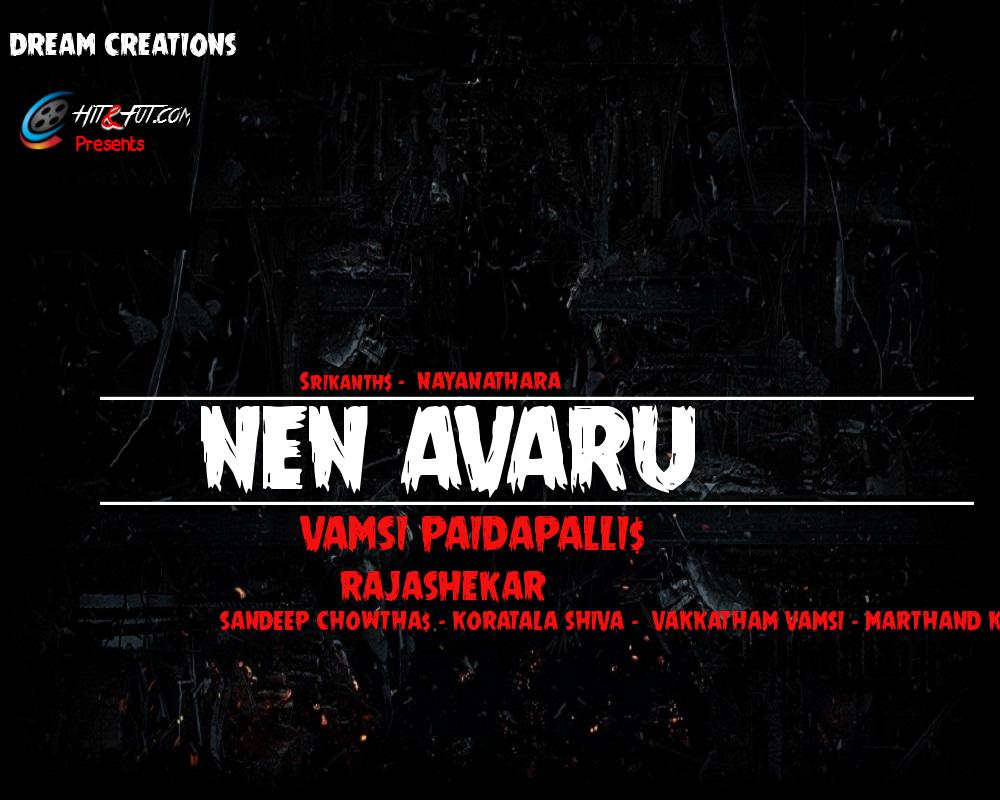 DREAM CREATIONS
HIT&FUT.COM
Presents
SRIKANTH$ - NAYANATHARA
NEN AVARU
VAMSI PAIDAPALLI$
RAJASHEKAR
SANDEEP CHOWTHA$ - KORATALA SHIVA - VAKKATHAM VAMSI - MARTHAND K